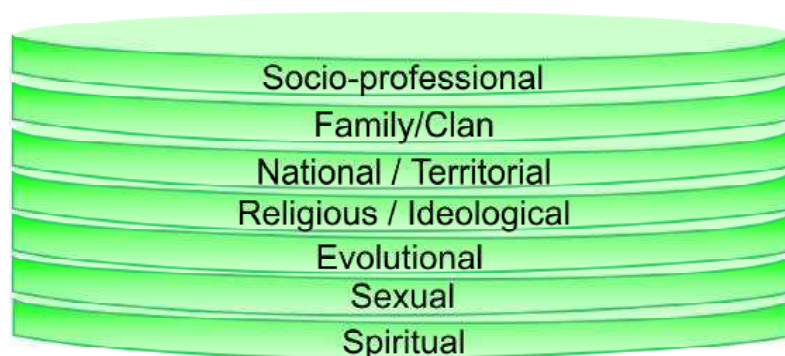 Socio-professional
Family/Clan
National / Territorial
Religious / Ideological
Evolutional
Sexual
Spiritual